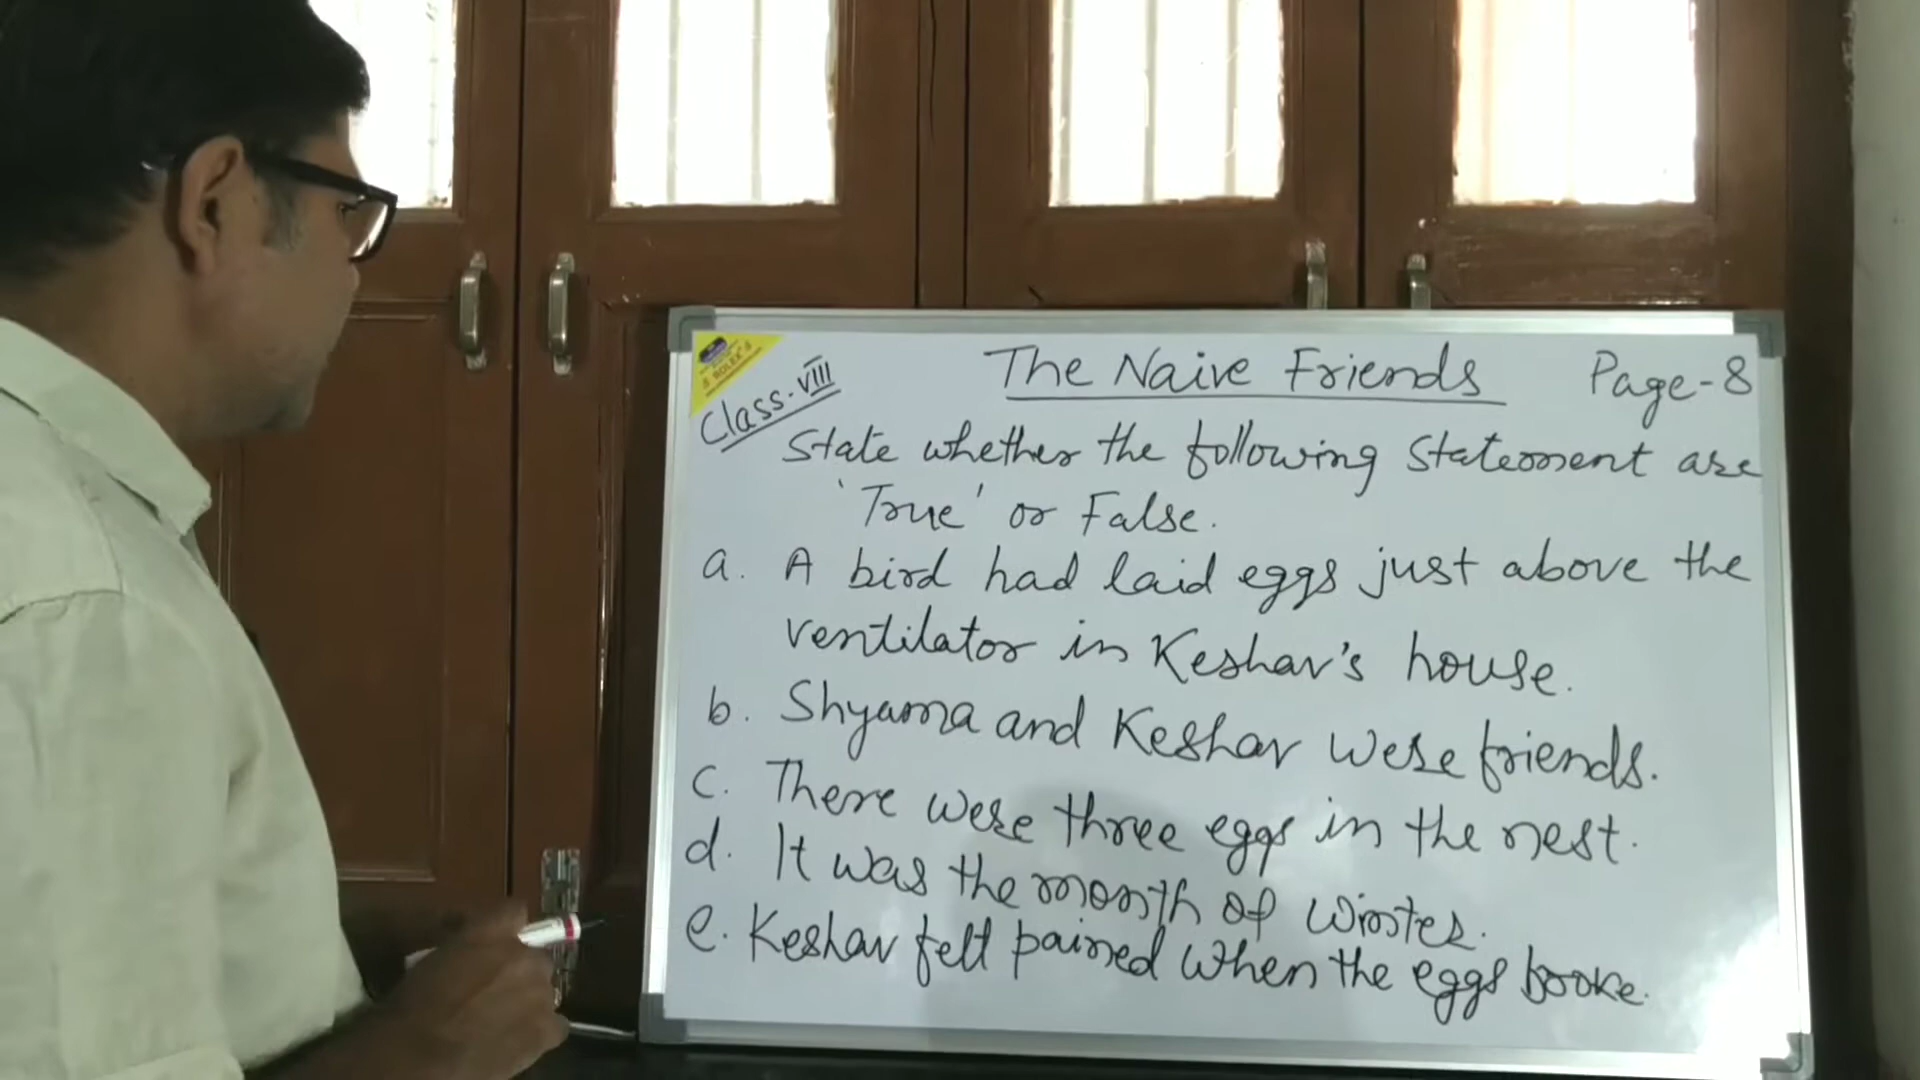 ROLEX
Class-VIII
The Naive Friends
Page-8
State whether the following Statement are
'True' or False.
a. A bird had laid eggs just above the
ventilator in Keshav's house.
b. Shyama and Keshav were friends.
c. There were three eggs in the nest.
d. It was the month of winter.
e. Keshav felt pained when the eggs broke.